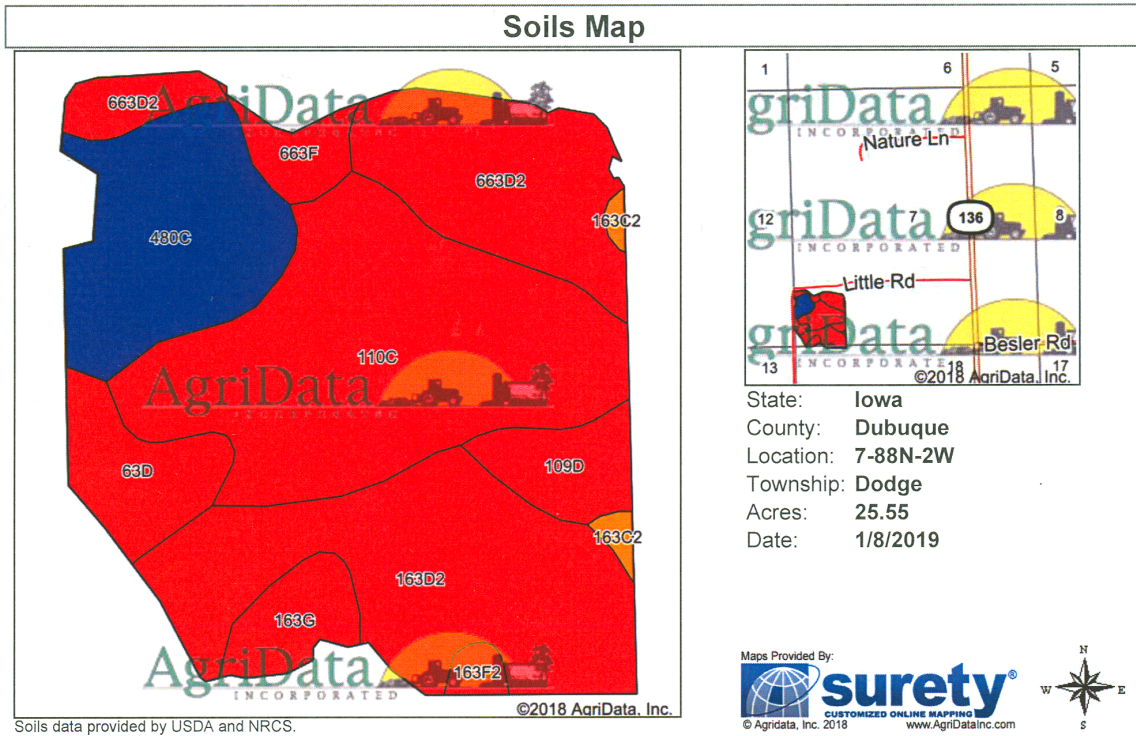 Soils Map
663D2
AgriData
INCORPORATED
663F
663D2
163C2
480C
110C
AgriData
INCORPORATED
63D
109D
163C2
163D2
163G
AgriData
INCORPORATED
163F2
©2018 AgriData, Inc.
Soils data provided by USDA and NRCS.
1
6
5
griData
INCORPORATED
Nature Ln
12
griData
INCORPORATED
7
136
8
Little Rd
griData
INCORPORATED
Besler Rd
13
18
17
©2018 AgriData, Inc.
State: Iowa
County: Dubuque
Location: 7-88N-2W
Township: Dodge
Acres: 25.55
Date: 1/8/2019
Maps Provided By:
surety®
CUSTOMIZED ONLINE MAPPING
© Agridata, Inc. 2018
www.AgriDataInc.com
N
W
E
S